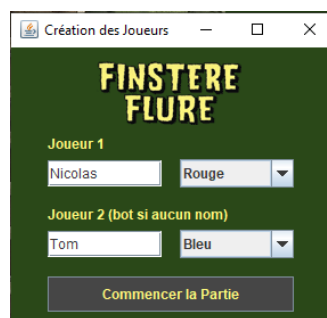 Création des Joueurs
FINSTERE
FLURE
Joueur 1
Nicolas Rouge
Joueur 2 (bot si aucun nom)
Tom Bleu
Commencer la Partie